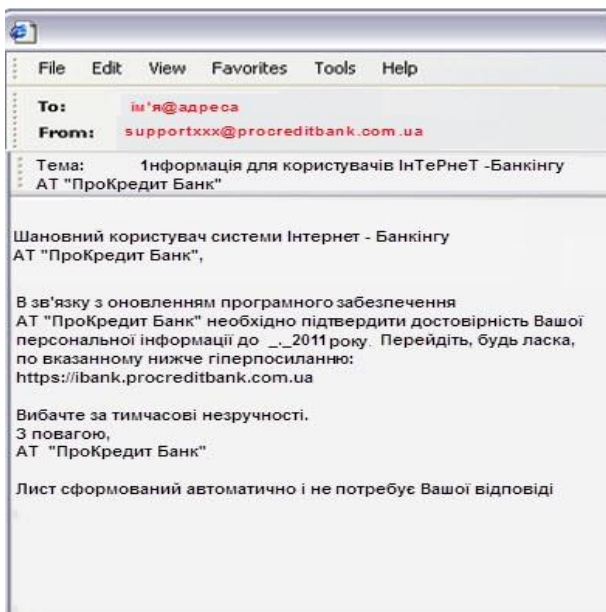 File Edit View Favorites Tools Help
To: ім'я@адреса
From: supportxxx@procreditbank.com.ua
Тема: 1нформація для користувачів ІнТеРнеТ -Банкінгу
АТ "ПроКредит Банк"
Шановний користувач системи Інтернет - Банкінгу
АТ "ПроКредит Банк",
В зв'язку з оновленням програмного забезпечення
АТ "ПроКредит Банк" необхідно підтвердити достовірність Вашої
персональної інформації до _._2011 року. Перейдіть, будь ласка,
по вказанному нижче гіперпосиланню:
https://ibank.procreditbank.com.ua
Вибачте за тимчасові незручності.
З повагою,
АТ "ПроКредит Банк"
Лист сформований автоматично і не потребує Вашої відповіді